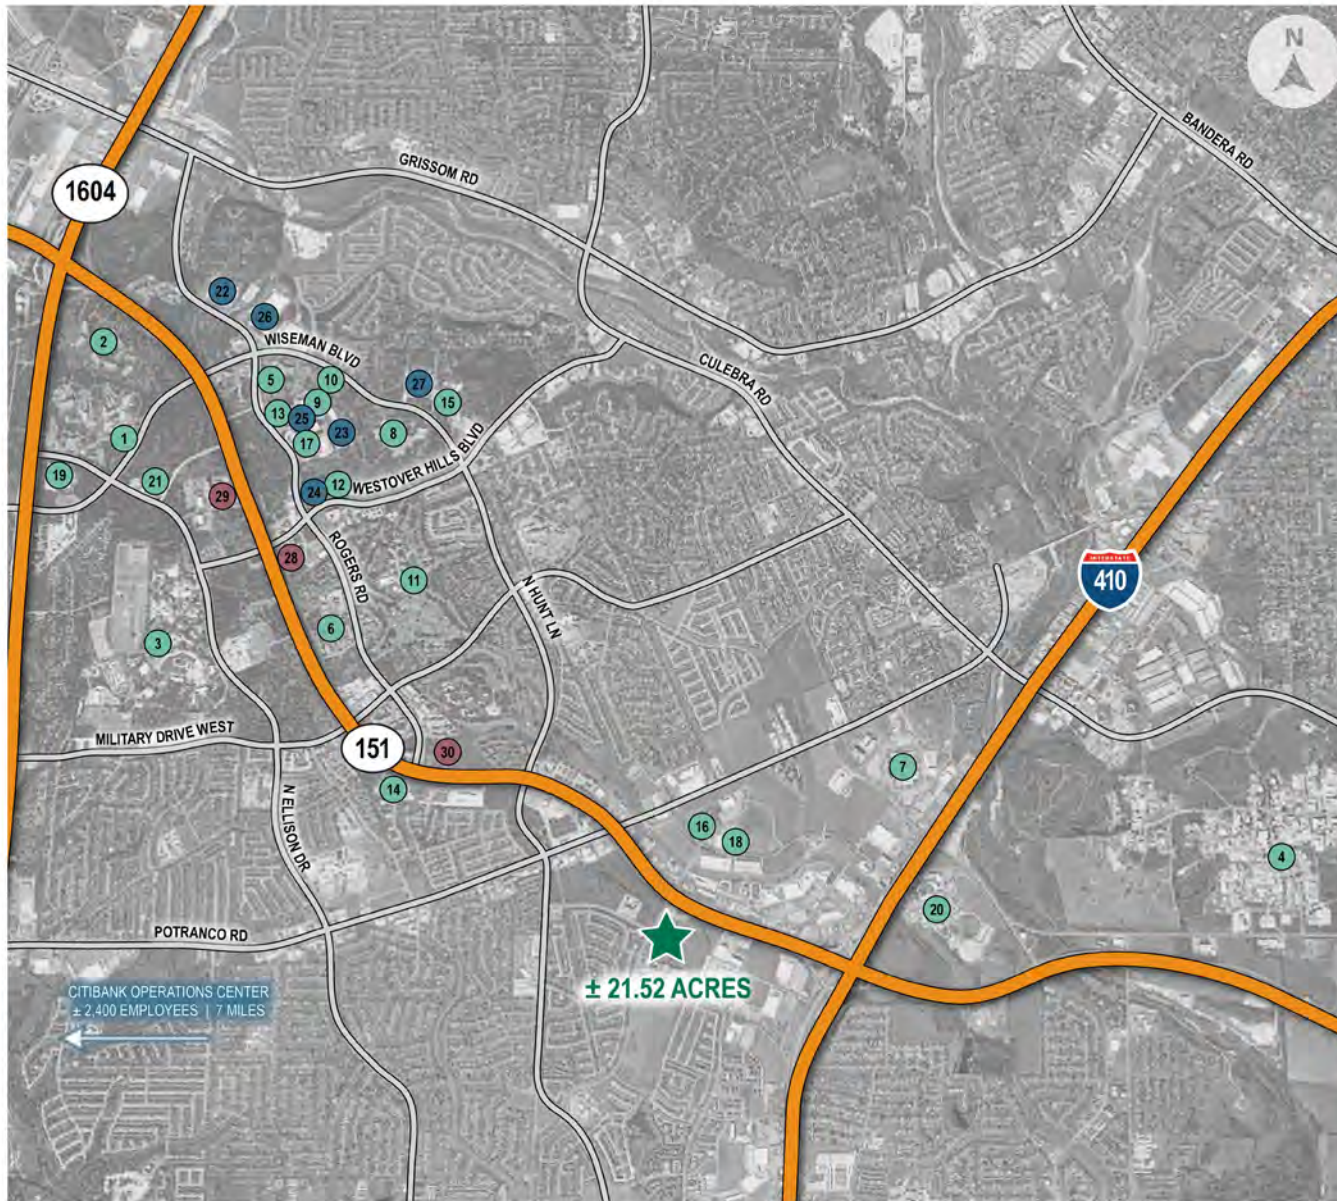 N
BANDERA RD
GRISSOM RD
1604
22
26
WISEMAN BLVD
2
CULEBRA RD
5
10
27
9
15
13
25
17
23
8
1
WESTOVER HILLS BLVD
19
21
29
24
12
28
ROGERS RD
11
N HUNT LN
INTERSTATE
410
6
3
MILITARY DRIVE WEST
151
30
14
7
N ELLISON DR
16
18
4
20
POTRANCO RD
± 21.52 ACRES
CITIBANK OPERATIONS CENTER
± 2,400 EMPLOYEES | 7 MILES